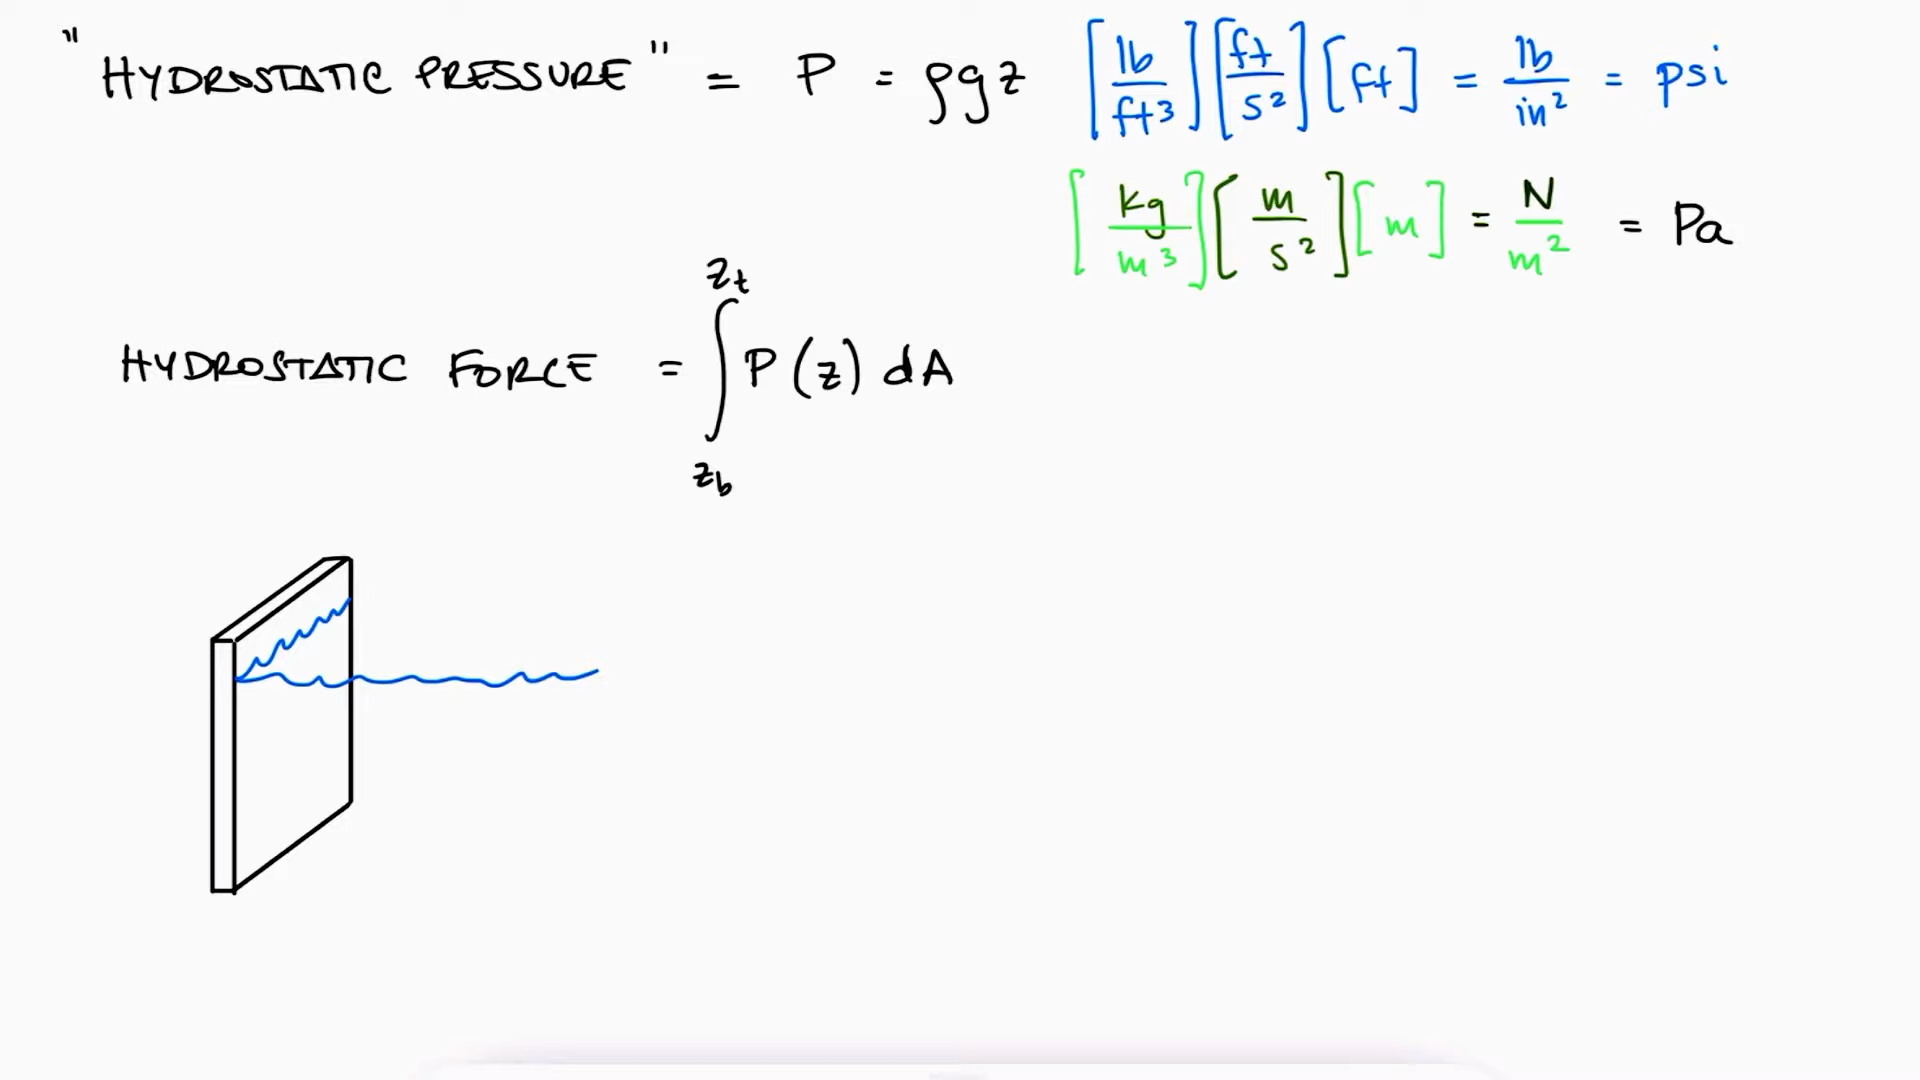 "HYDROSTATIC PRESSURE" = P = ρgz [lb/ft³][ft/s²][ft] = lb/in² = psi
[kg/m³][m/s²][m] = N/m² = Pa
HYDROSTATIC FORCE = ∫_{z_b}^{z_t} P(z) dA